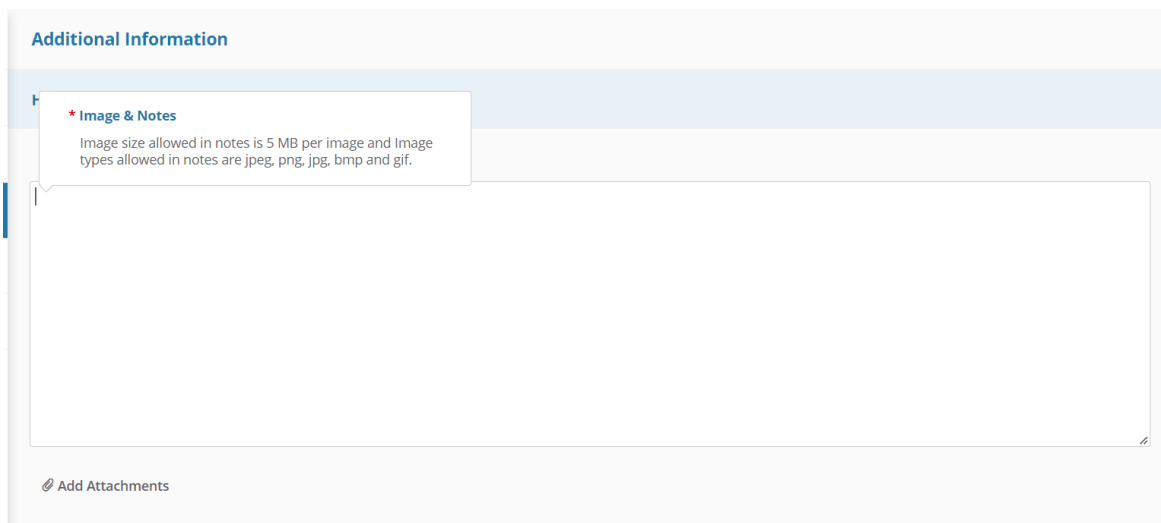 Additional Information
* Image & Notes
Image size allowed in notes is 5 MB per image and Image
types allowed in notes are jpeg, png, jpg, bmp and gif.
Add Attachments